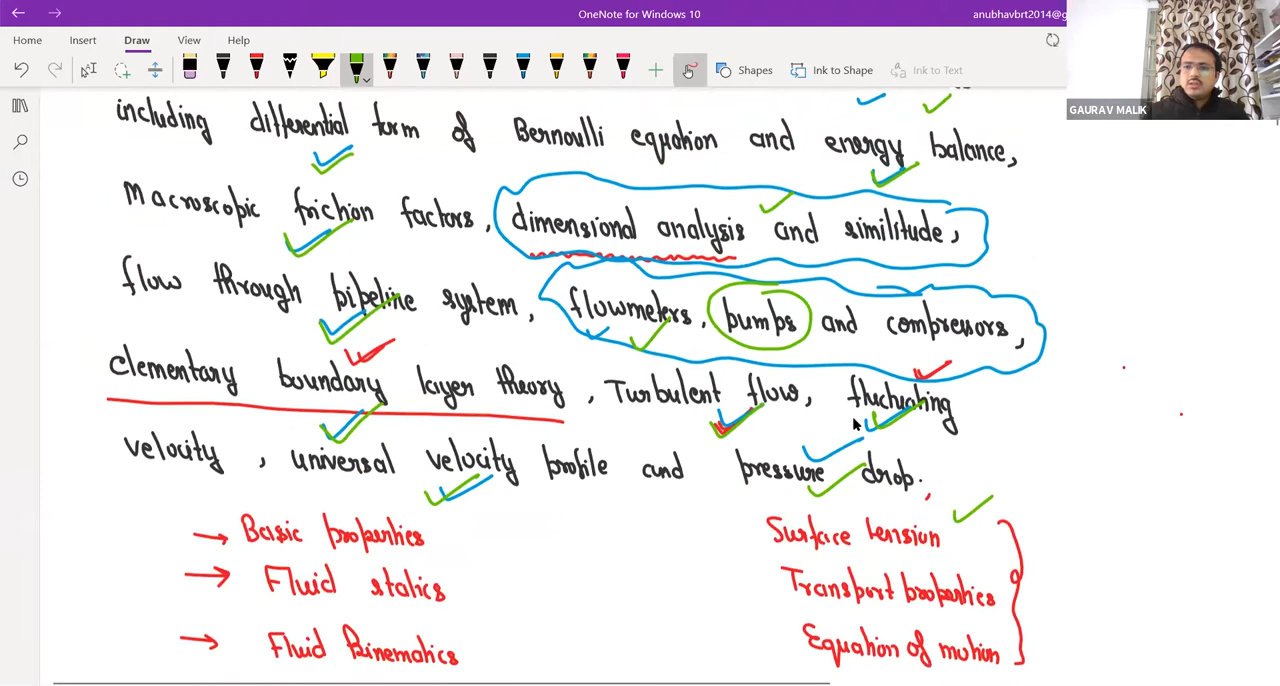 OneNote for Windows 10
anubhavbrt2014@g
Home Insert Draw View Help
Shapes Ink to Shape Ink to Text
GAURAV MALIK
including differential form of Bernoulli equation and energy balance,
Macroscopic friction factors, dimensional analysis and similitude,
flow through pipeline system, flowmeters, pumps and compressors,
elementary boundary layer theory, Turbulent flow, fluctuating
velocity, universal velocity profile and pressure drop.
→ Basic properties
→ Fluid statics
→ Fluid Kinematics
Surface tension
Transport properties
Equation of motion